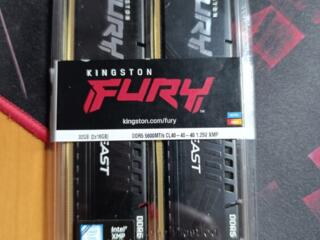 KINGSTON
FURY
kingston.com/fury
32GB (2x16GB) DDR5 5600MT/s CL40-40-40 1.25V XMP
BEAST
BEAST
DDR5
DDR5
Intel
XMP